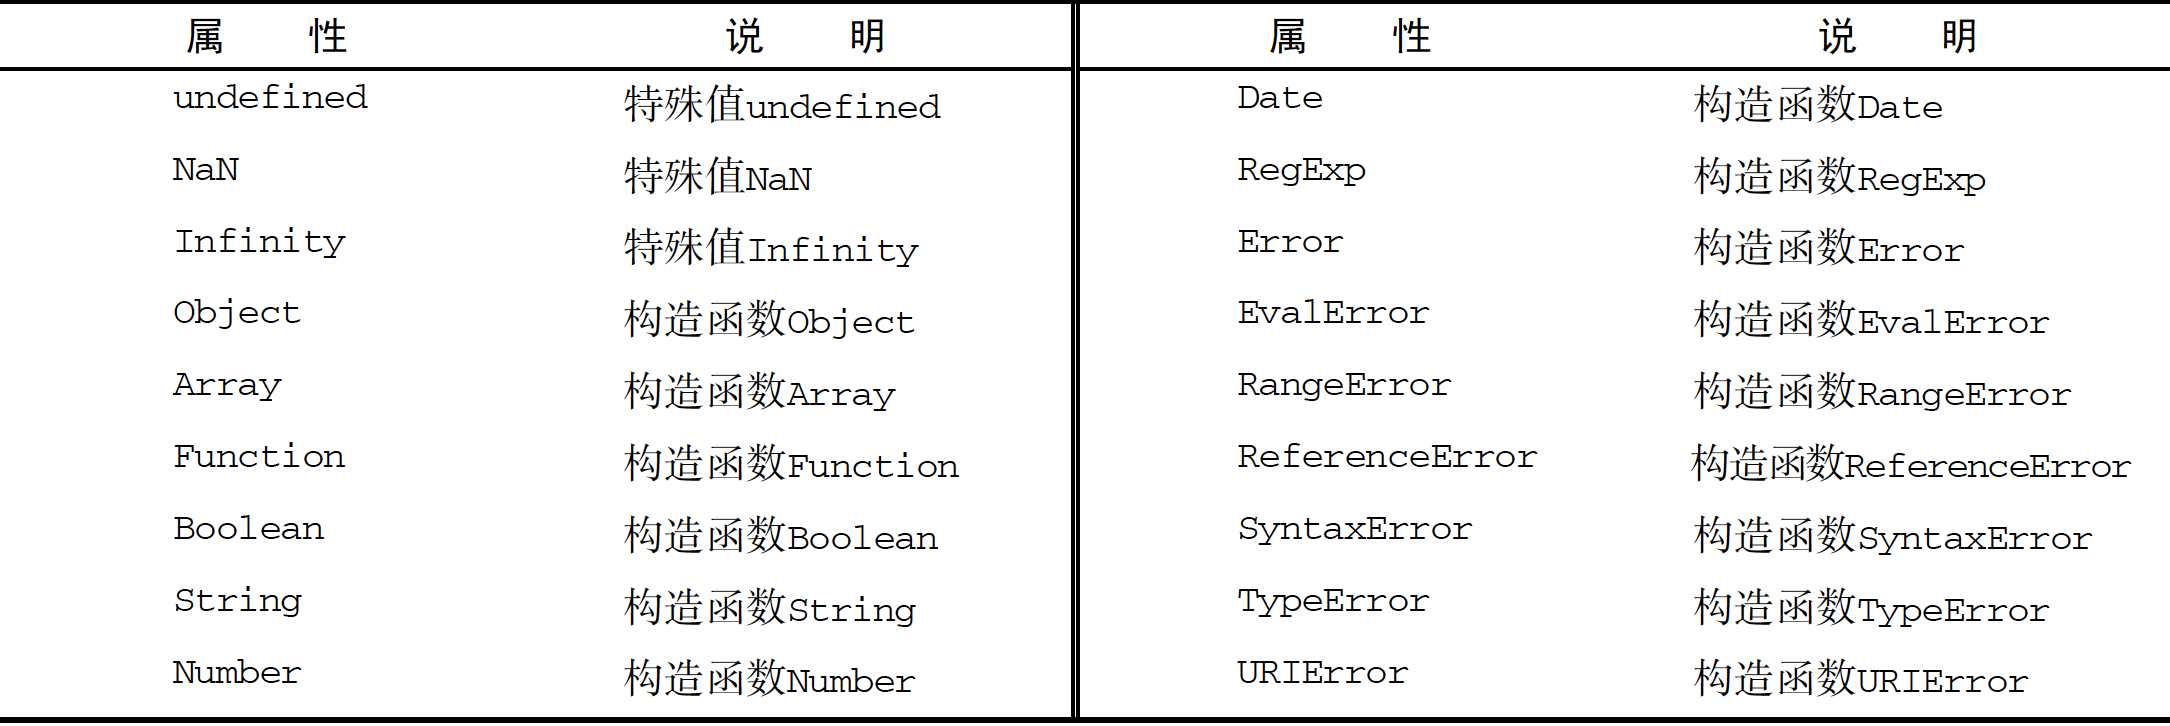 属 性 说 明 属 性 说 明
undefined 特殊值undefined Date 构造函数Date
NaN 特殊值NaN RegExp 构造函数RegExp
Infinity 特殊值Infinity Error 构造函数Error
Object 构造函数Object EvalError 构造函数EvalError
Array 构造函数Array RangeError 构造函数RangeError
Function 构造函数Function ReferenceError 构造函数ReferenceError
Boolean 构造函数Boolean SyntaxError 构造函数SyntaxError
String 构造函数String TypeError 构造函数TypeError
Number 构造函数Number URIError 构造函数URIError